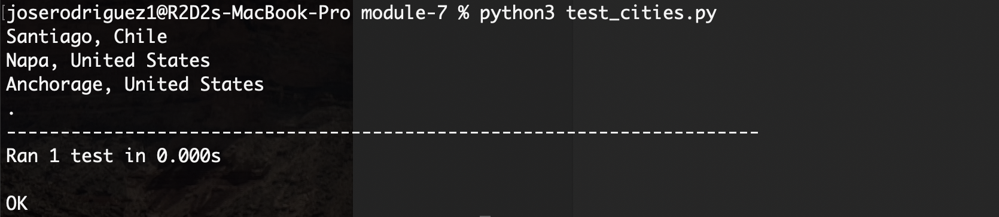 [joserodriguez1@R2D2s-MacBook-Pro module-7 % python3 test_cities.py
Santiago, Chile
Napa, United States
Anchorage, United States
.
----------------------------------------------------------------------
Ran 1 test in 0.000s
OK